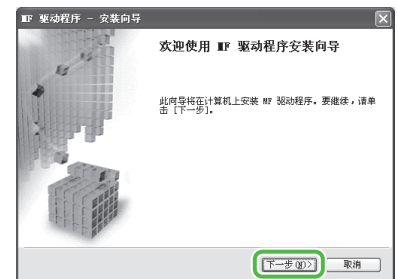 MF 驱动程序 - 安装向导
欢迎使用 MF 驱动程序安装向导
此向导将在计算机上安装 MF 驱动程序。要继续，请单
击 [下一步]。
下一步(N)>
取消